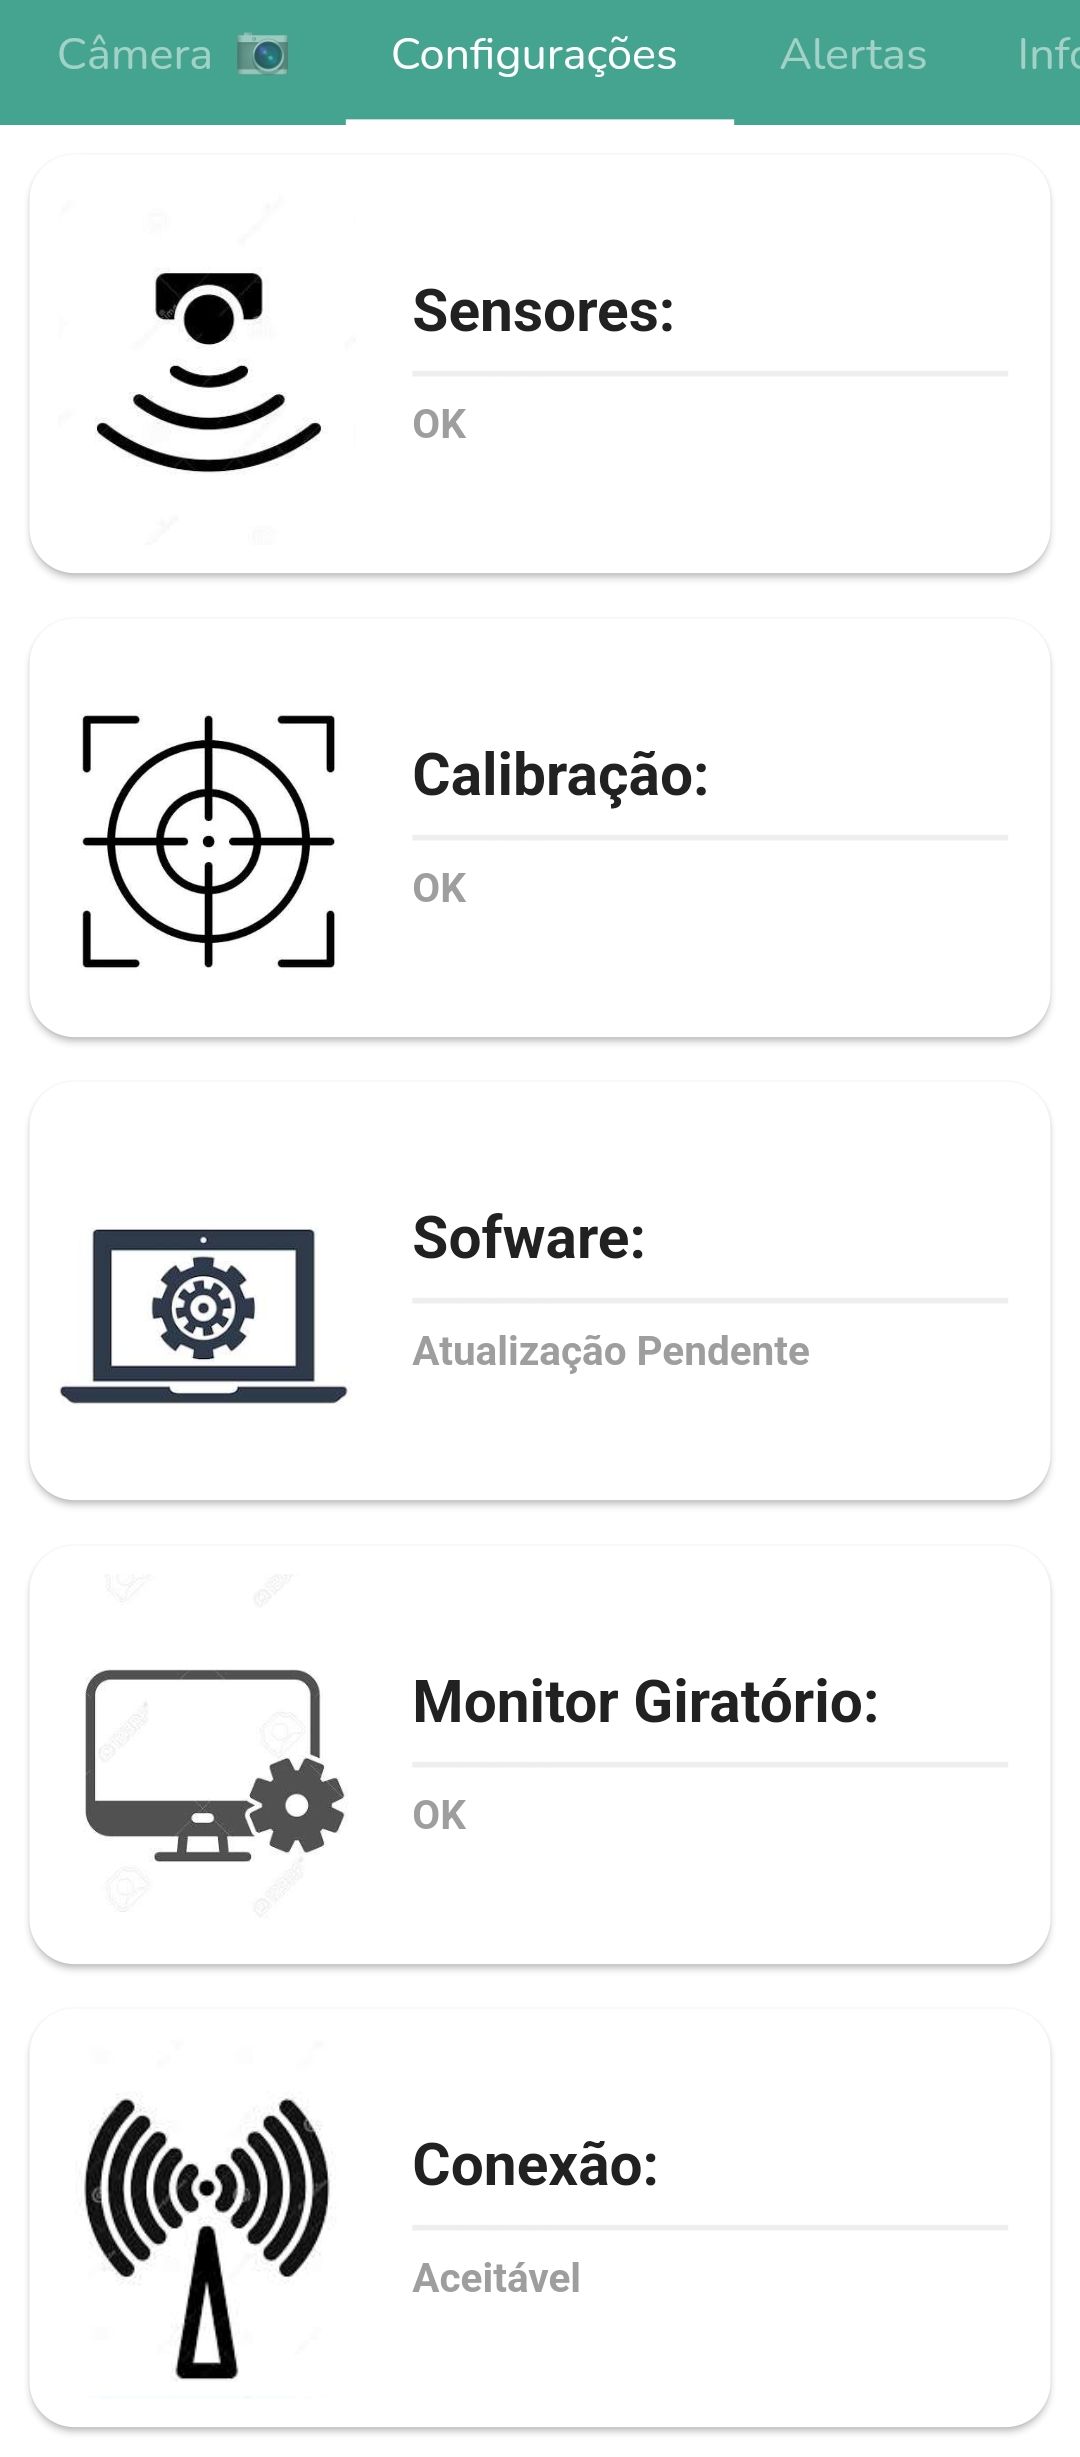 Câmera 📷 Configurações Alertas Info
Sensores:
OK
Calibração:
OK
Sofware:
Atualização Pendente
Monitor Giratório:
OK
Conexão:
Aceitável